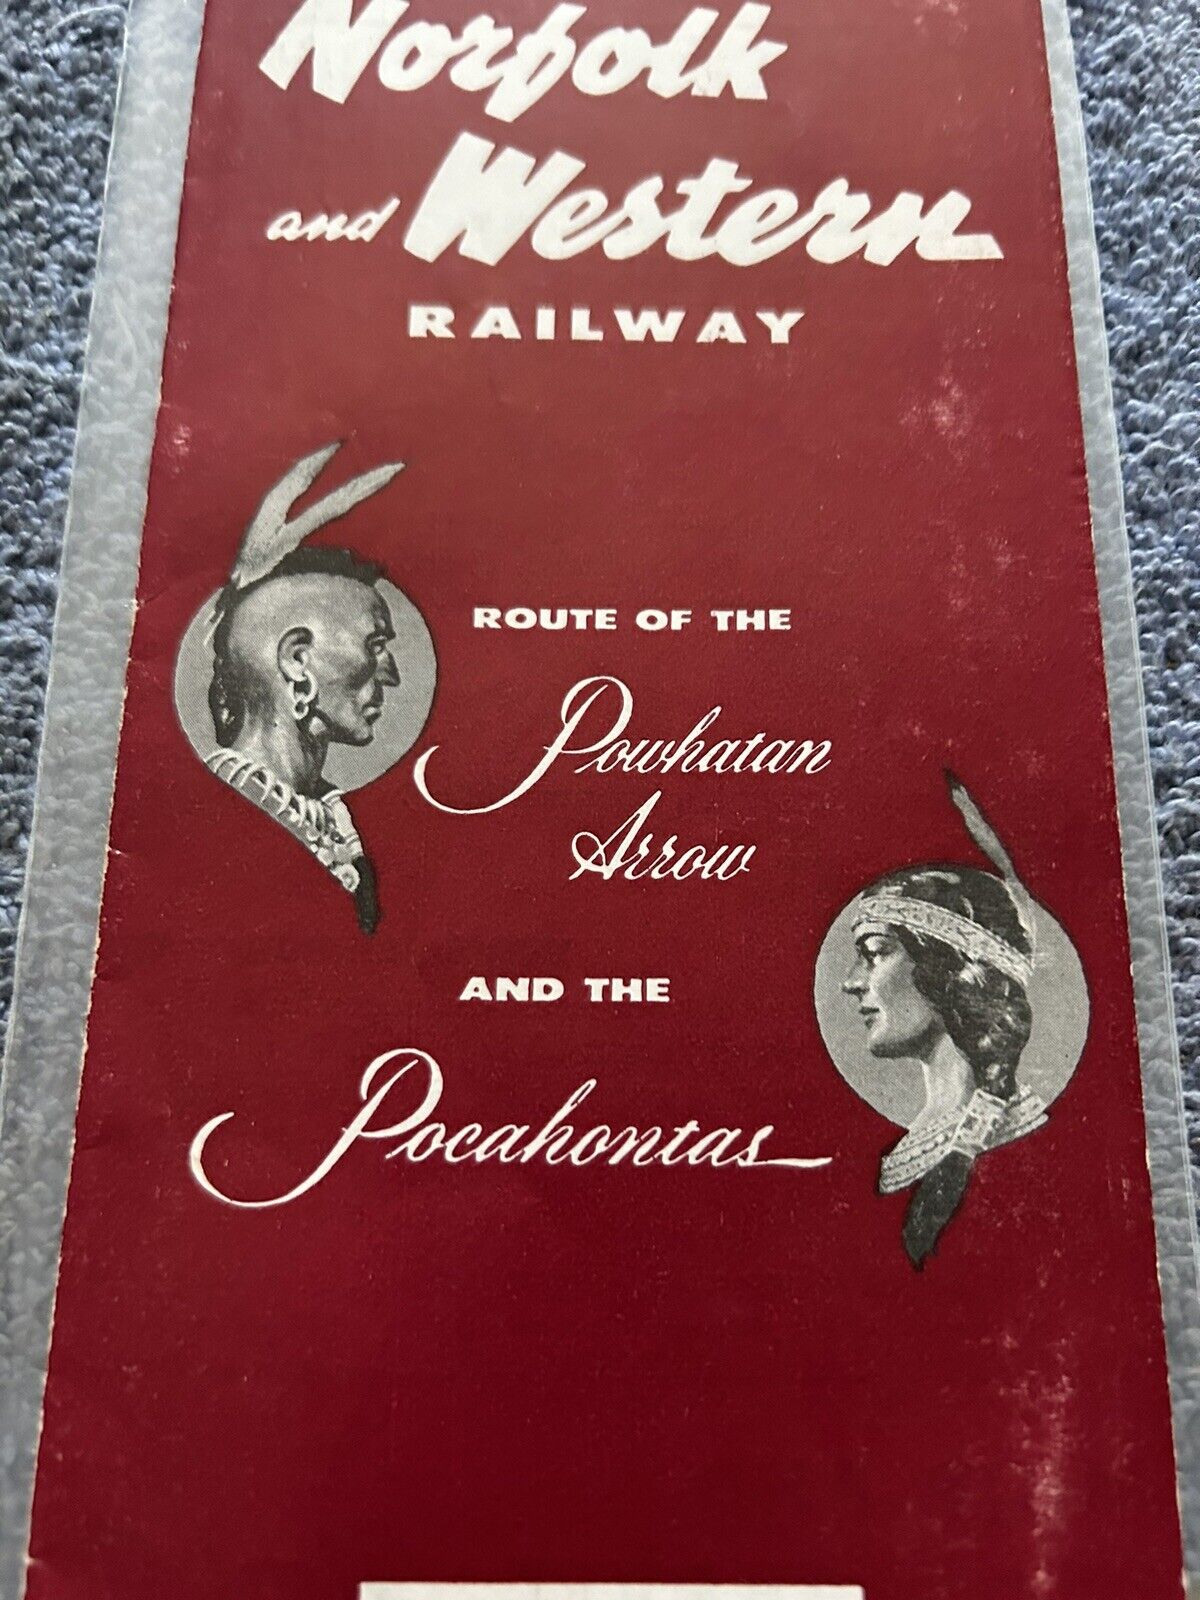 Norfolk
and Western
RAILWAY
ROUTE OF THE
Powhatan
Arrow
AND THE
Pocahontas